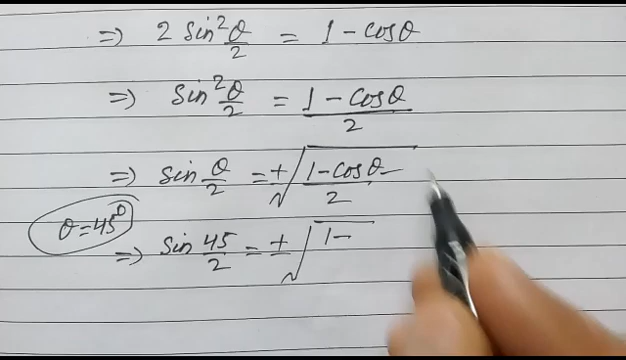 ⇒ 2 Sin²θ/2 = 1 - cosθ
⇒ Sin²θ/2 = 1 - cosθ/2
⇒ Sin θ/2 = ±√1-cosθ/2
θ=45°
⇒ Sin 45/2 = ±√1-